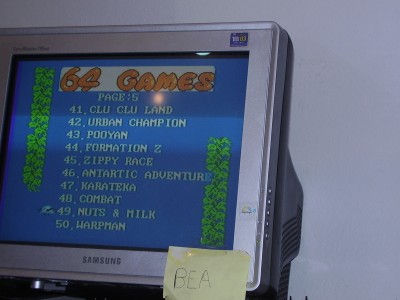 64 GAMES
PAGE:5
41, CLU CLU LAND
42, URBAN CHAMPION
43, POOYAN
44, FORMATION Z
45, ZIPPY RACE
46, ANTARTIC ADVENTURE
47, KARATEKA
48, COMBAT
49, NUTS & MILK
50, WARPMAN
SAMSUNG
BEA